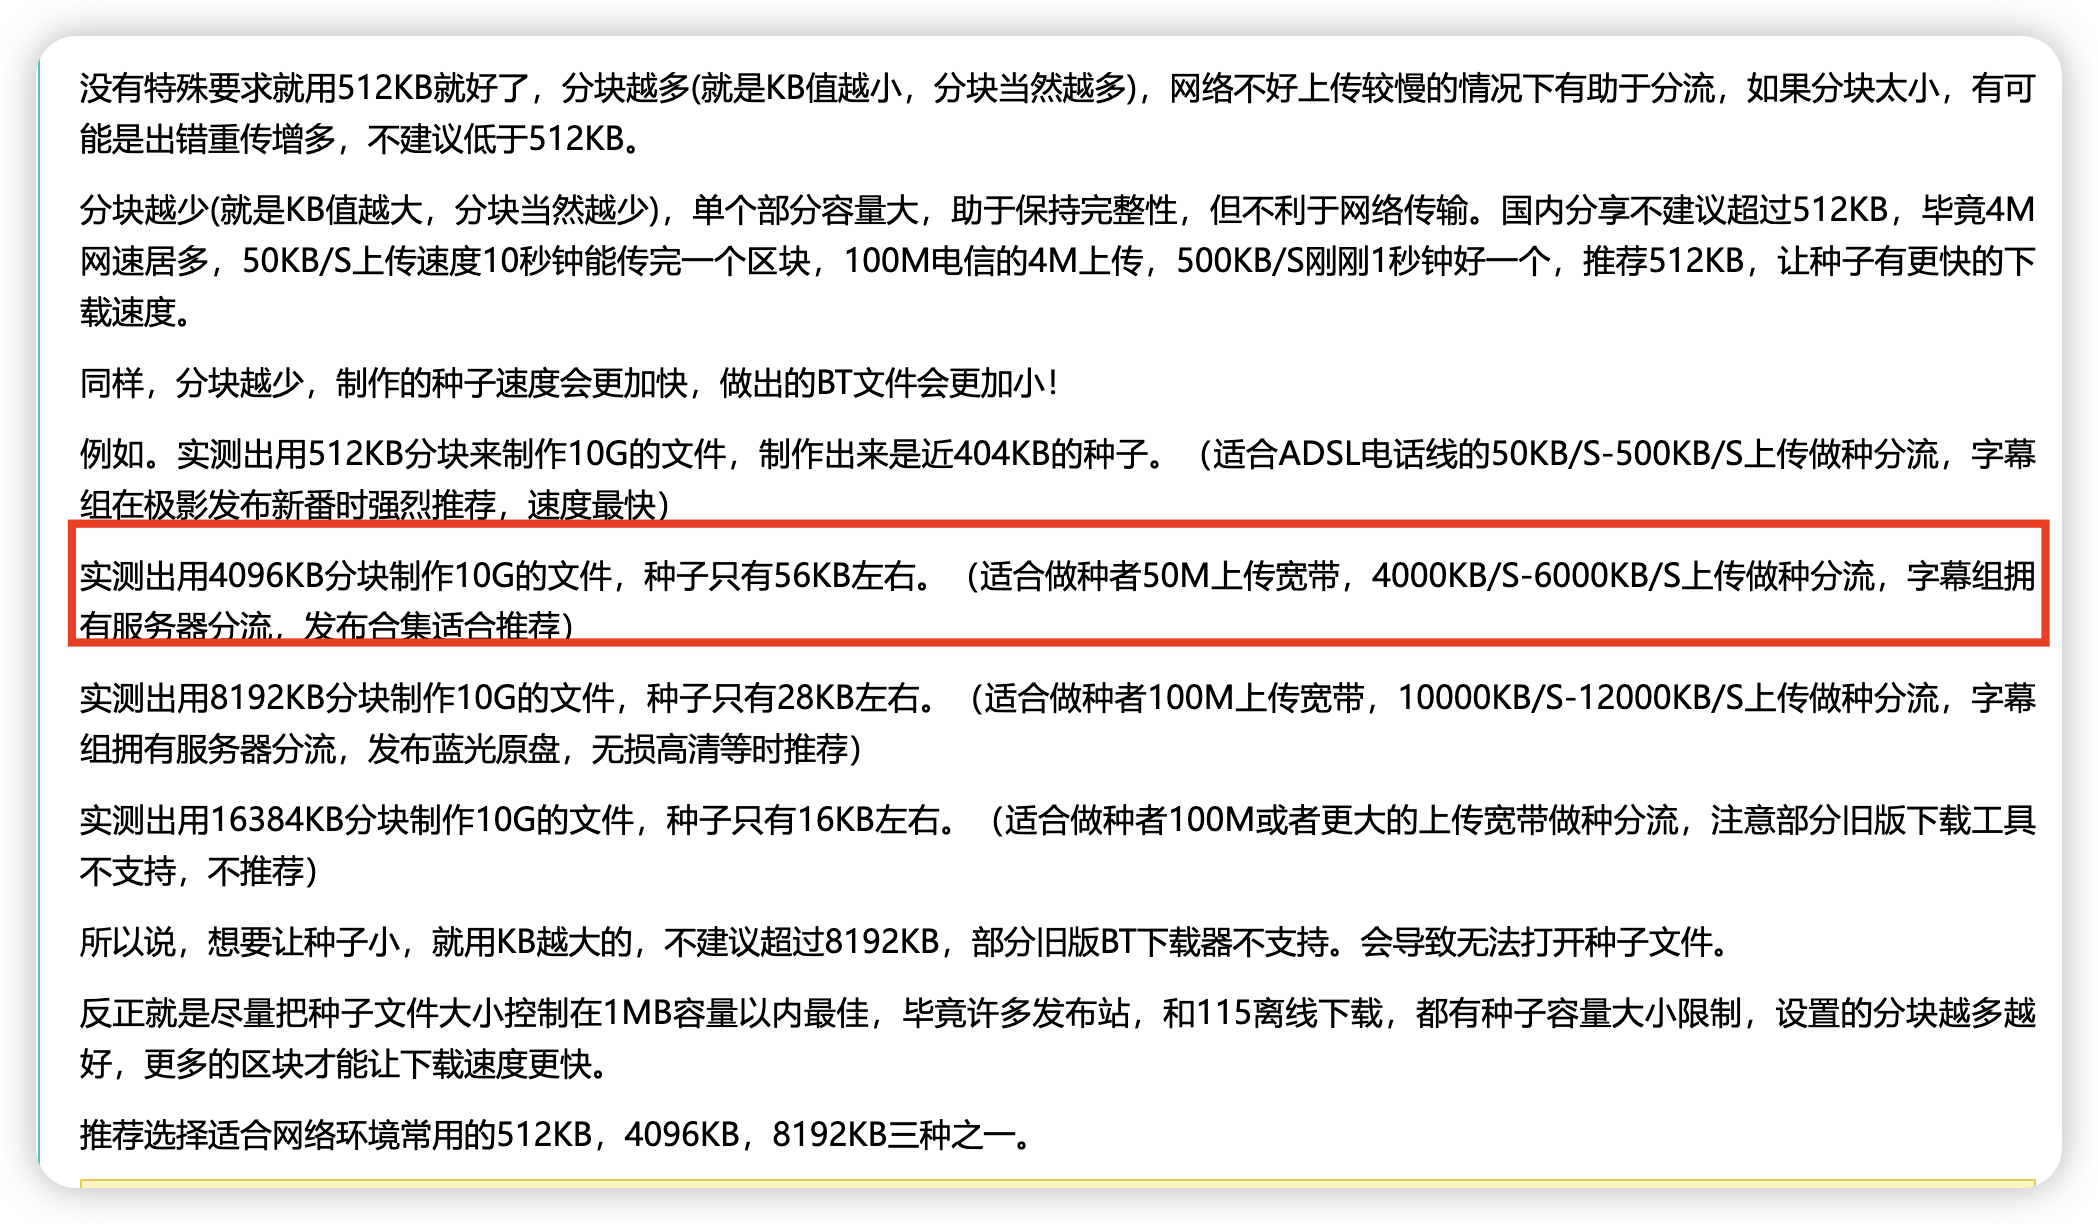 没有特殊要求就用512KB就好了，分块越多(就是KB值越小，分块当然越多)，网络不好上传较慢的情况下有助于分流，如果分块太小，有可
能是出错重传增多，不建议低于512KB。
分块越少(就是KB值越大，分块当然越少)，单个部分容量大，助于保持完整性，但不利于网络传输。国内分享不建议超过512KB，毕竟4M
网速居多，50KB/S上传速度10秒钟能传完一个区块，100M电信的4M上传，500KB/S刚刚1秒钟好一个，推荐512KB，让种子有更快的下
载速度。
同样，分块越少，制作的种子速度会更加快，做出的BT文件会更加小！
例如。实测出用512KB分块来制作10G的文件，制作出来是近404KB的种子。（适合ADSL电话线的50KB/S-500KB/S上传做种分流，字幕
组在极影发布新番时强烈推荐，速度最快）
实测出用4096KB分块制作10G的文件，种子只有56KB左右。（适合做种者50M上传宽带，4000KB/S-6000KB/S上传做种分流，字幕组拥
有服务器分流，发布合集适合推荐）
实测出用8192KB分块制作10G的文件，种子只有28KB左右。（适合做种者100M上传宽带，10000KB/S-12000KB/S上传做种分流，字幕
组拥有服务器分流，发布蓝光原盘，无损高清等时推荐）
实测出用16384KB分块制作10G的文件，种子只有16KB左右。（适合做种者100M或者更大的上传宽带做种分流，注意部分旧版下载工具
不支持，不推荐）
所以说，想要让种子小，就用KB越大的，不建议超过8192KB，部分旧版BT下载器不支持。会导致无法打开种子文件。
反正就是尽量把种子文件大小控制在1MB容量以内最佳，毕竟许多发布站，和115离线下载，都有种子容量大小限制，设置的分块越多越
好，更多的区块才能让下载速度更快。
推荐选择适合网络环境常用的512KB，4096KB，8192KB三种之一。